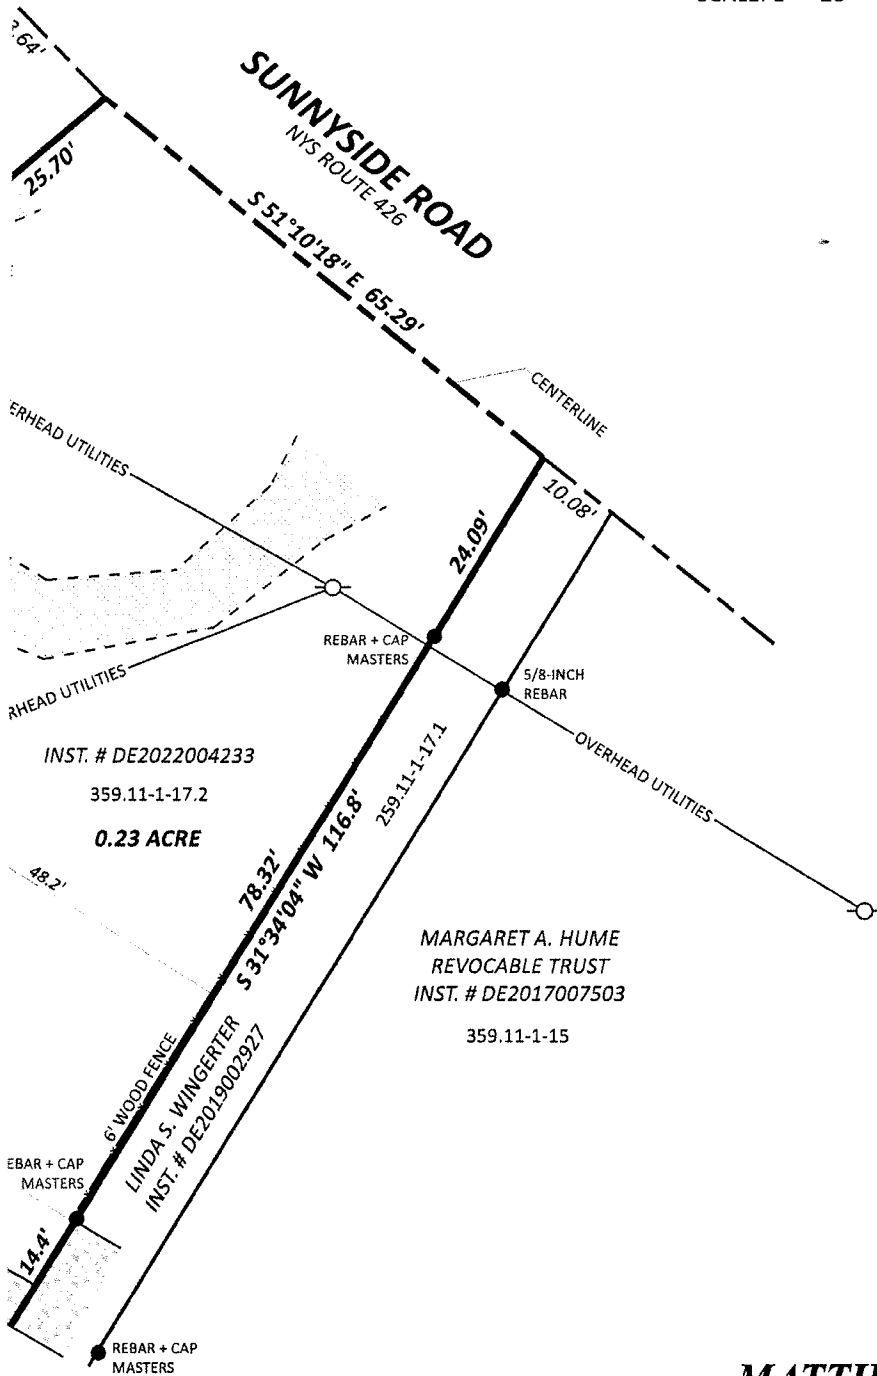 3.64'
SUNNYSIDE ROAD
NYS ROUTE 426
25.70'
S 51°10'18" E 65.29'
CENTERLINE
OVERHEAD UTILITIES
10.08'
24.09'
REBAR + CAP
MASTERS
5/8-INCH
REBAR
UTILITIES
OVERHEAD UTILITIES
INST. # DE2022004233
359.11-1-17.2
0.23 ACRE
259.11-1-17.1
78.32'
S 31°34'04" W 116.8'
48.2'
MARGARET A. HUME
REVOCABLE TRUST
INST. # DE2017007503
359.11-1-15
6' WOOD FENCE
LINDA S. WINGERTER
INST. # DE2019002927
EBAR + CAP
MASTERS
14.4'
REBAR + CAP
MASTERS